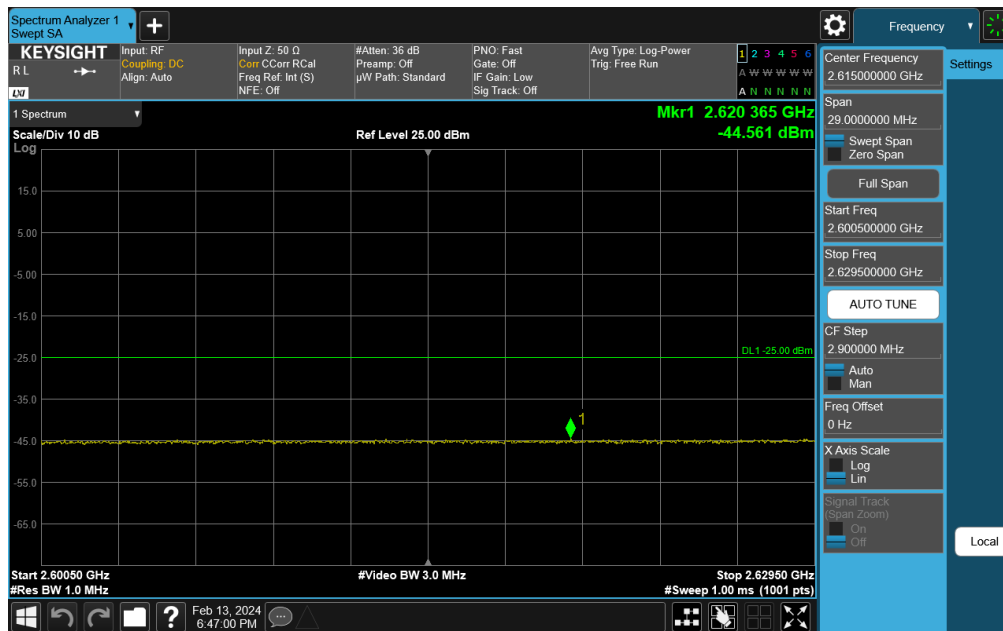 Spectrum Analyzer 1
Swept SA
+
Frequency
KEYSIGHT
R L
LXI
Input: RF
Coupling: DC
Align: Auto
Input Z: 50 Ω
Corr CCorr RCal
Freq Ref: Int (S)
NFE: Off
#Atten: 36 dB
Preamp: Off
µW Path: Standard
PNO: Fast
Gate: Off
IF Gain: Low
Sig Track: Off
Avg Type: Log-Power
Trig: Free Run
1 2 3 4 5 6
A W W W W W
A N N N N N
1 Spectrum
Scale/Div 10 dB
Log
Ref Level 25.00 dBm
Mkr1 2.620 365 GHz
-44.561 dBm
15.0
5.00
-5.00
-15.0
-25.0
-35.0
-45.0
-55.0
-65.0
DL1 -25.00 dBm
1
Start 2.60050 GHz
#Res BW 1.0 MHz
#Video BW 3.0 MHz
Stop 2.62950 GHz
#Sweep 1.00 ms (1001 pts)
Center Frequency
2.615000000 GHz
Span
29.0000000 MHz
Swept Span
Zero Span
Full Span
Start Freq
2.600500000 GHz
Stop Freq
2.629500000 GHz
AUTO TUNE
CF Step
2.900000 MHz
Auto
Man
Freq Offset
0 Hz
X Axis Scale
Log
Lin
Signal Track
(Span Zoom)
On
Off
Settings
Local
?
Feb 13, 2024
6:47:00 PM